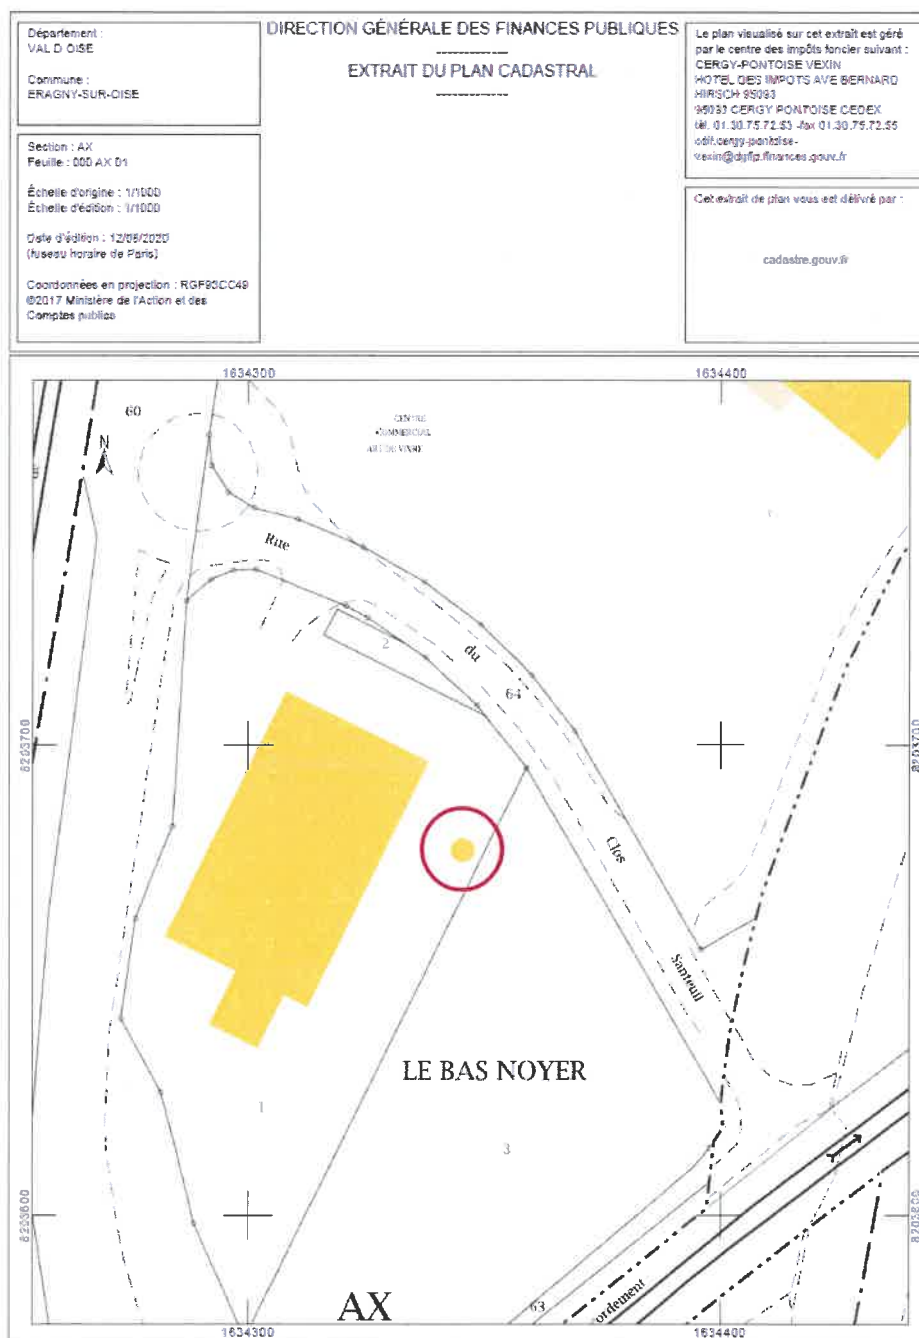 Département :
VAL D OISE
Commune :
ERAGNY-SUR-OISE
Section : AX
Feuille : 000 AX 01
Échelle d'origine : 1/1000
Échelle d'édition : 1/1000
Date d'édition : 12/05/2020
(fuseau horaire de Paris)
Coordonnées en projection : RGF93CC49
©2017 Ministère de l'Action et des
Comptes publics
DIRECTION GÉNÉRALE DES FINANCES PUBLIQUES
---------------
EXTRAIT DU PLAN CADASTRAL
---------------
Le plan visualisé sur cet extrait est géré
par le centre des impôts foncier suivant :
CERGY-PONTOISE VEXIN
HOTEL DES IMPOTS AVE BERNARD
HIRSCH 95093
95093 CERGY PONTOISE CEDEX
tél. 01.30.75.72.53 -fax 01.30.75.72.55
cdif.cergy-pontoise-
vexin@dgfip.finances.gouv.fr
Cet extrait de plan vous est délivré par :
cadastre.gouv.fr
1634300
1634400
60
CENTRE
COMMERCIAL
ART DE VIVRE
N
1
Rue
2
du
64
8203700
8203700
Clos
Santeuil
LE BAS NOYER
1
3
8203600
8203600
63
ordement
AX
1634300
1634400